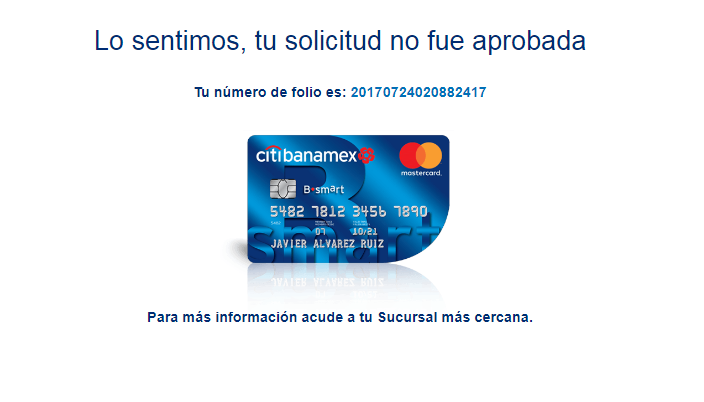 Lo sentimos, tu solicitud no fue aprobada
Tu número de folio es: 20170724020882417
citibanamex
mastercard.
B•smart
5482 7812 3456 7890
5482
07 10/21
JAVIER ALVAREZ RUIZ
B
smart
Para más información acude a tu Sucursal más cercana.